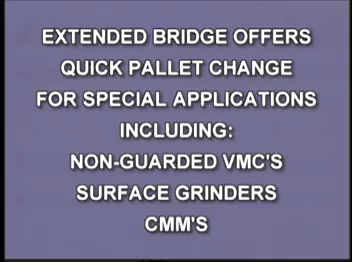 EXTENDED BRIDGE OFFERS
QUICK PALLET CHANGE
FOR SPECIAL APPLICATIONS
INCLUDING:
NON-GUARDED VMC'S
SURFACE GRINDERS
CMM'S